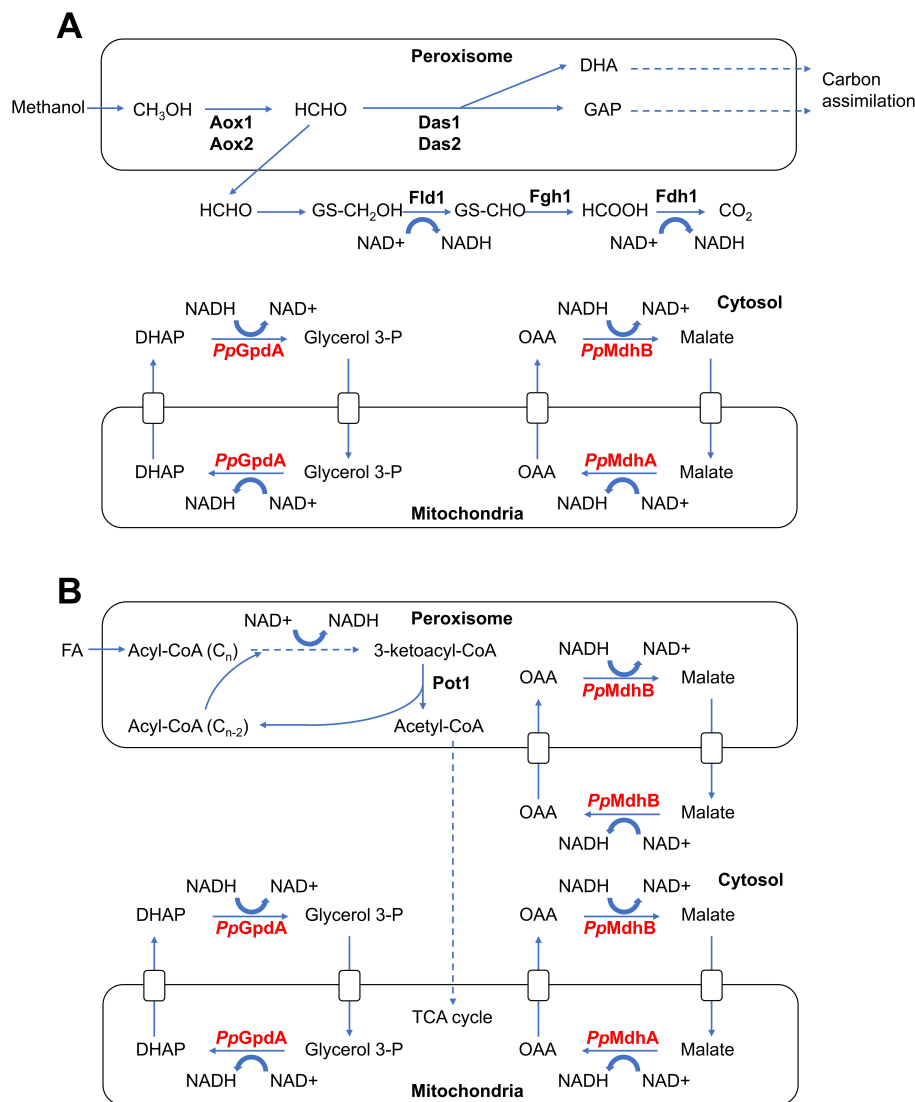 A
Peroxisome
Methanol CH3OH HCHO DHA
GAP
Carbon
assimilation
Aox1
Aox2
Das1
Das2
HCHO GS-CH2OH Fld1 GS-CHO Fgh1 HCOOH Fdh1 CO2
NAD+ NADH NAD+ NADH
NADH NAD+ NADH NAD+ Cytosol
DHAP Glycerol 3-P OAA Malate
PpGpdA PpMdhB
PpGpdA PpMdhA
DHAP Glycerol 3-P OAA Malate
NADH NAD+ NADH NAD+
Mitochondria
B
Peroxisome
NAD+ NADH
FA Acyl-CoA (Cn) 3-ketoacyl-CoA
Pot1
Acyl-CoA (Cn-2) Acetyl-CoA
NADH NAD+
OAA Malate
PpMdhB
PpMdhB
OAA Malate
NADH NAD+
Cytosol
NADH NAD+ NADH NAD+
DHAP Glycerol 3-P OAA Malate
PpGpdA PpMdhB
TCA cycle
PpGpdA PpMdhA
DHAP Glycerol 3-P OAA Malate
NADH NAD+ NADH NAD+
Mitochondria